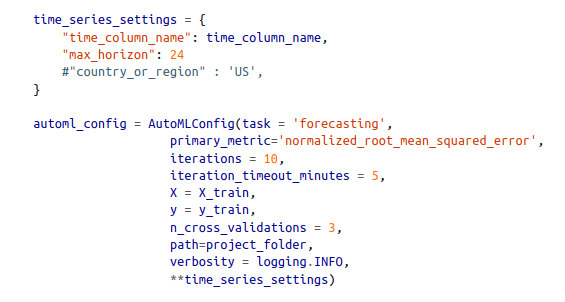 time_series_settings = {
    "time_column_name": time_column_name,
    "max_horizon": 24
    #"country_or_region" : 'US',
}
automl_config = AutoMLConfig(task = 'forecasting',
                   primary_metric='normalized_root_mean_squared_error',
                   iterations = 10,
                   iteration_timeout_minutes = 5,
                   X = X_train,
                   y = y_train,
                   n_cross_validations = 3,
                   path=project_folder,
                   verbosity = logging.INFO,
                   **time_series_settings)